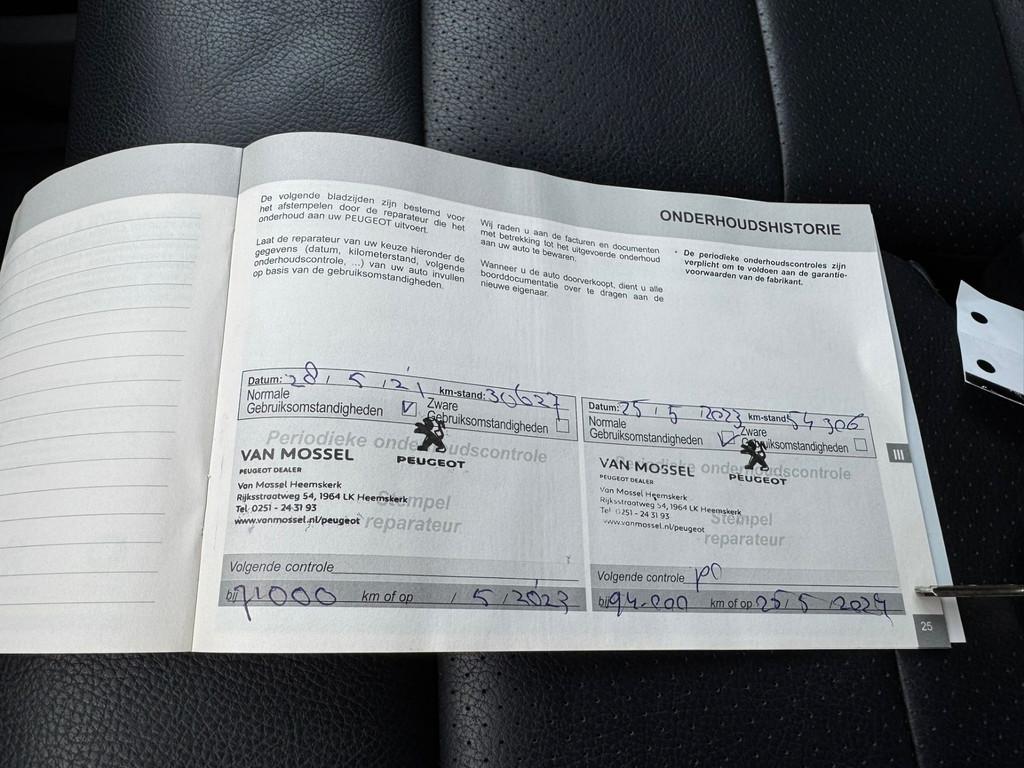 ONDERHOUDSHISTORIE
De volgende bladzijden zijn bestemd voor
het afstempelen door de reparateur die het
onderhoud aan uw PEUGEOT uitvoert.
Laat de reparateur van uw keuze hieronder de
gegevens (datum, kilometerstand, volgende
onderhoudscontrole, ...) van uw auto invullen
op basis van de gebruiksomstandigheden.
Wij raden u aan de facturen en documenten
met betrekking tot het uitgevoerde onderhoud
aan uw auto te bewaren.
Wanneer u de auto doorverkoopt, dient u alle
boorddocumentatie over te dragen aan de
nieuwe eigenaar.
• De periodieke onderhoudscontroles zijn
verplicht om te voldoen aan de garantie-
voorwaarden van de fabrikant.
Datum: 28 / 5 / 21 km-stand: 30627
Normale
Gebruiksomstandigheden
Zware
Gebruiksomstandigheden
Periodieke onderhoudscontrole
VAN MOSSEL
PEUGEOT DEALER
PEUGEOT
Van Mossel Heemskerk
Rijksstraatweg 54, 1964 LK Heemskerk
Tel 0251 - 24 31 93
www.vanmossel.nl/peugeot
Stempel
reparateur
Volgende controle
bij 71000 km of op / 5 / 2023
Datum: 25 / 5 / 2023 km-stand: 54306
Normale
Gebruiksomstandigheden
Zware
Gebruiksomstandigheden
Periodieke onderhoudscontrole
VAN MOSSEL
PEUGEOT DEALER
PEUGEOT
Van Mossel Heemskerk
Rijksstraatweg 54, 1964 LK Heemskerk
Tel 0251 - 24 31 93
www.vanmossel.nl/peugeot
Stempel
reparateur
Volgende controle
bij 94.000 km of op 25 / 5 / 2024
III
25